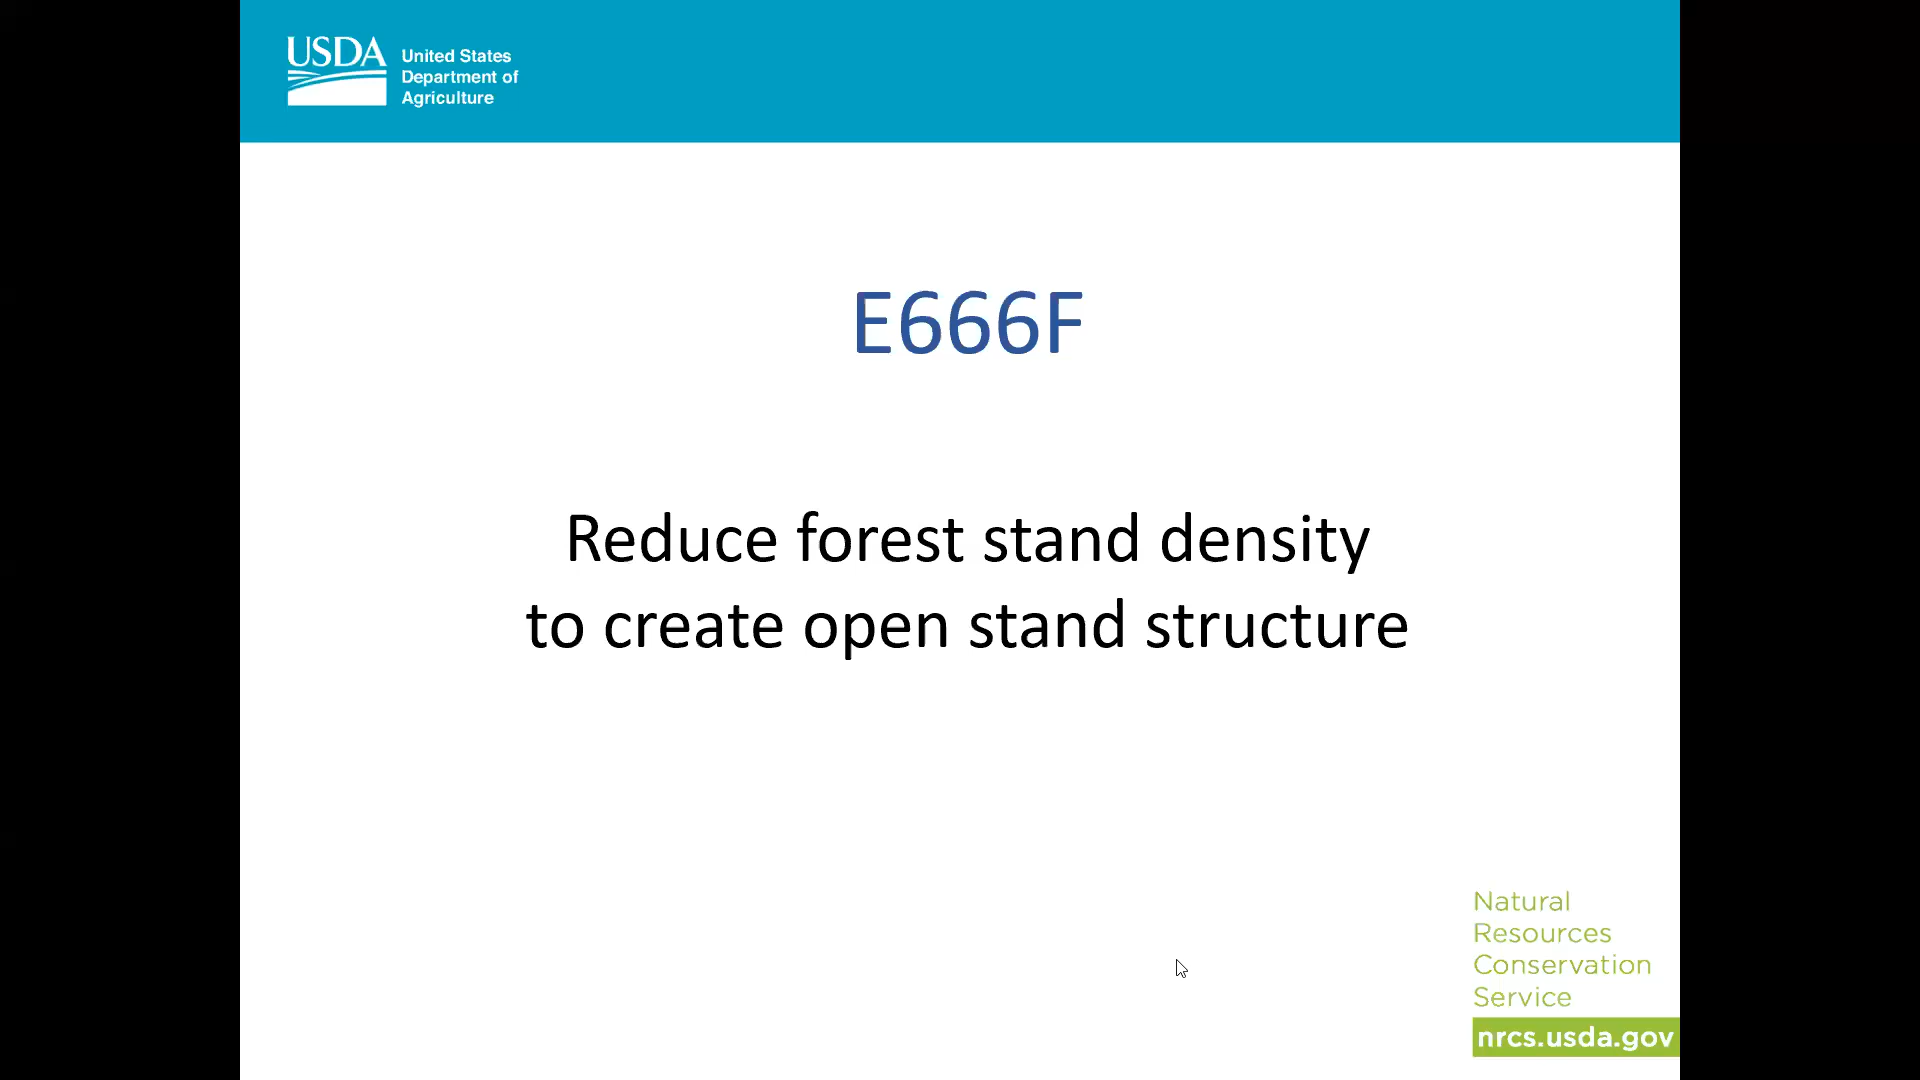 USDA
United States
Department of
Agriculture
E666F
Reduce forest stand density
to create open stand structure
Natural
Resources
Conservation
Service
nrcs.usda.gov